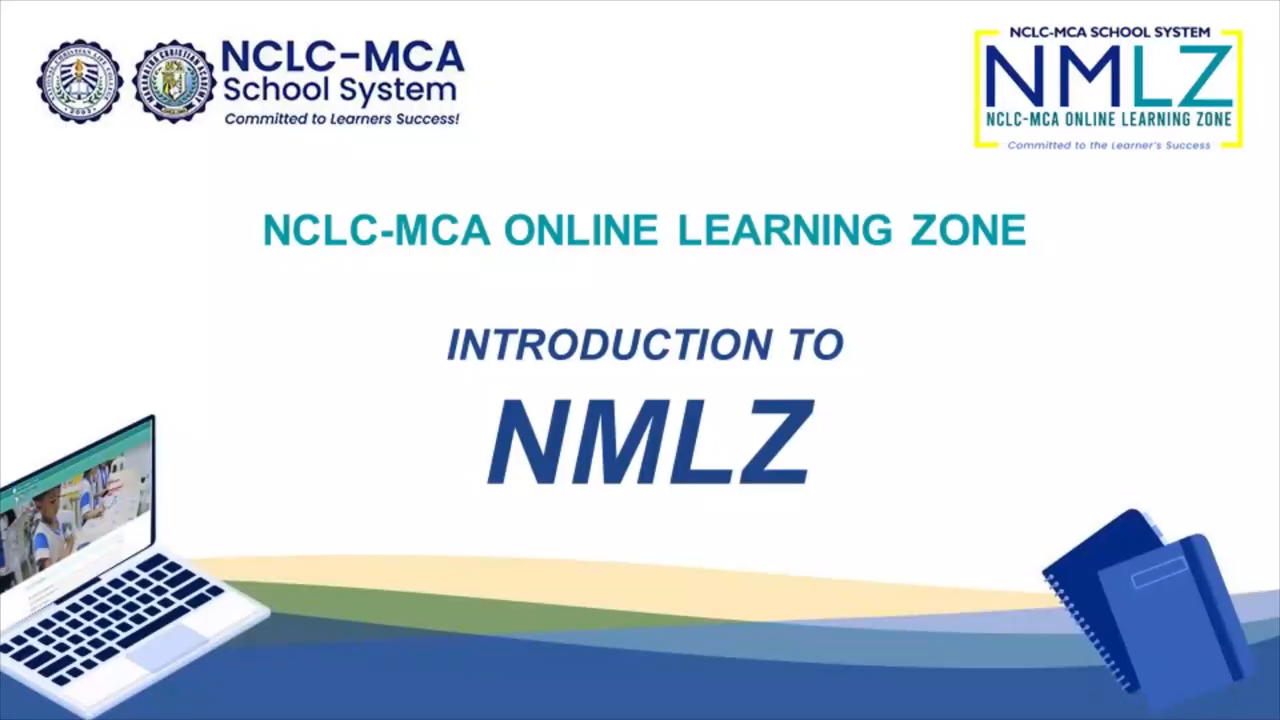 NCLC-MCA
School System
Committed to Learners Success!
NCLC-MCA SCHOOL SYSTEM
NMLZ
NCLC-MCA ONLINE LEARNING ZONE
Committed to the Learner's Success
NCLC-MCA ONLINE LEARNING ZONE
INTRODUCTION TO
NMLZ